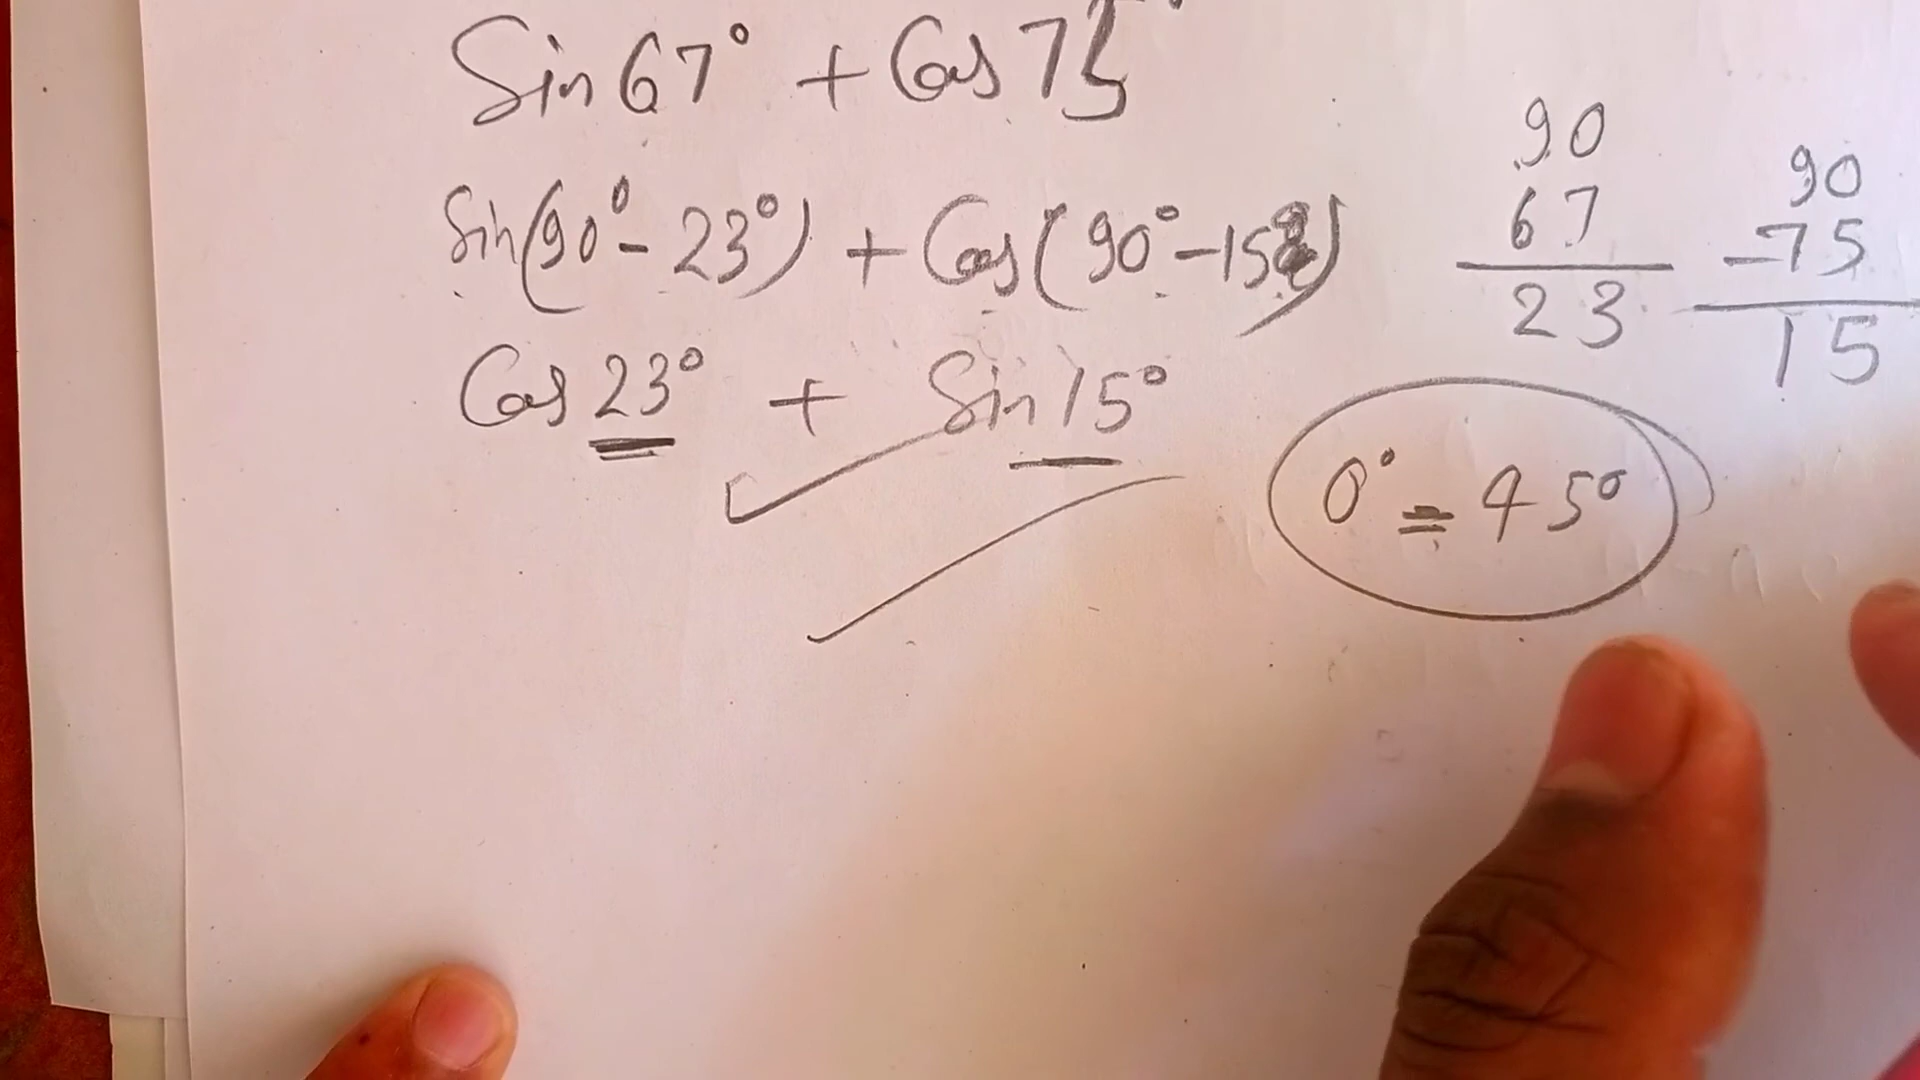 Sin 67° + Cos 75°
Sin(90° - 23°) + Cos(90° - 15°)
Cos 23° + Sin 15°
90
67
23
90
- 75
15
0° = 45°